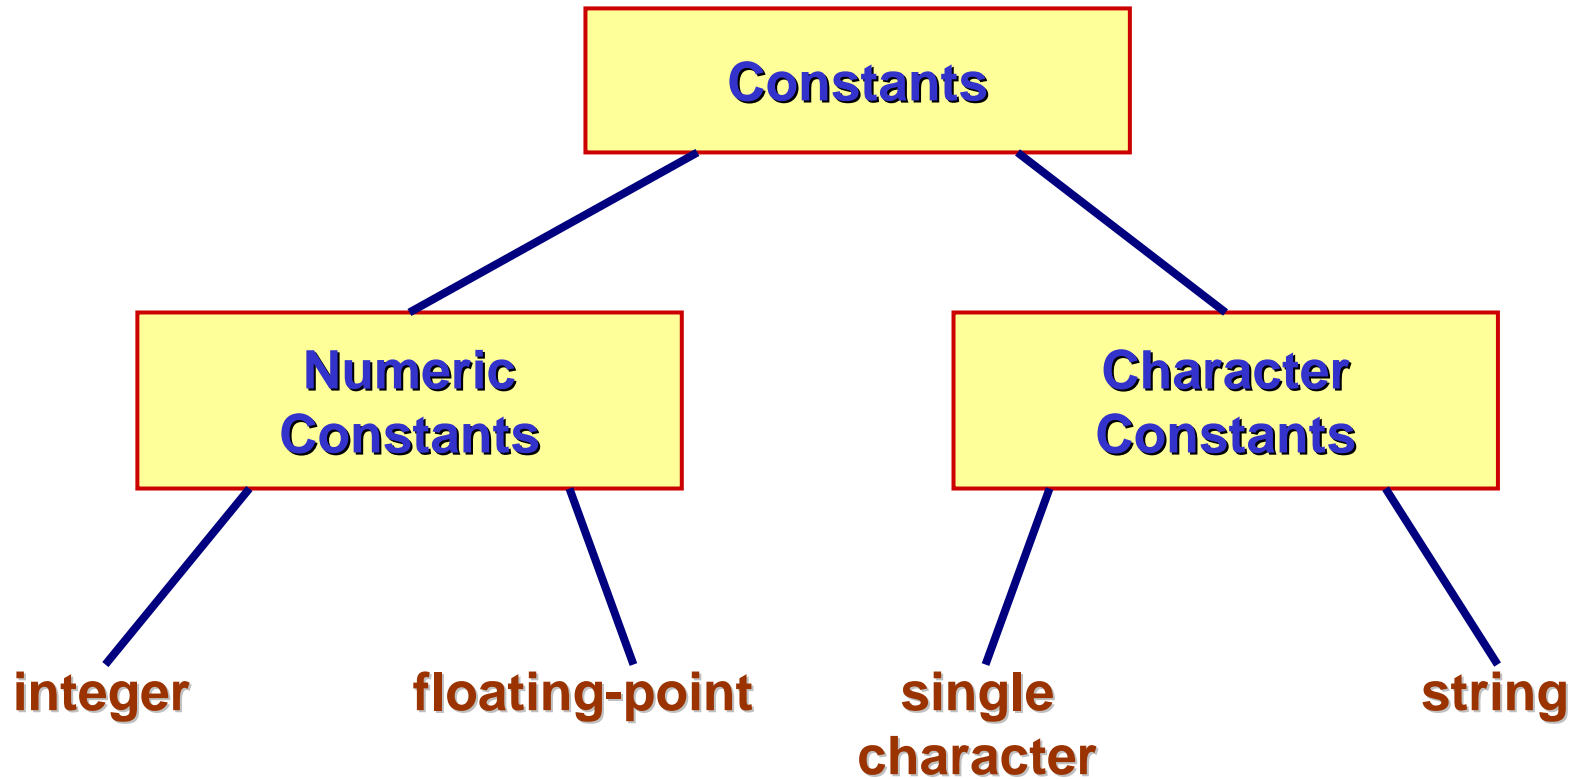 Constants
Numeric
Constants
Character
Constants
integer
floating-point
single
character
string